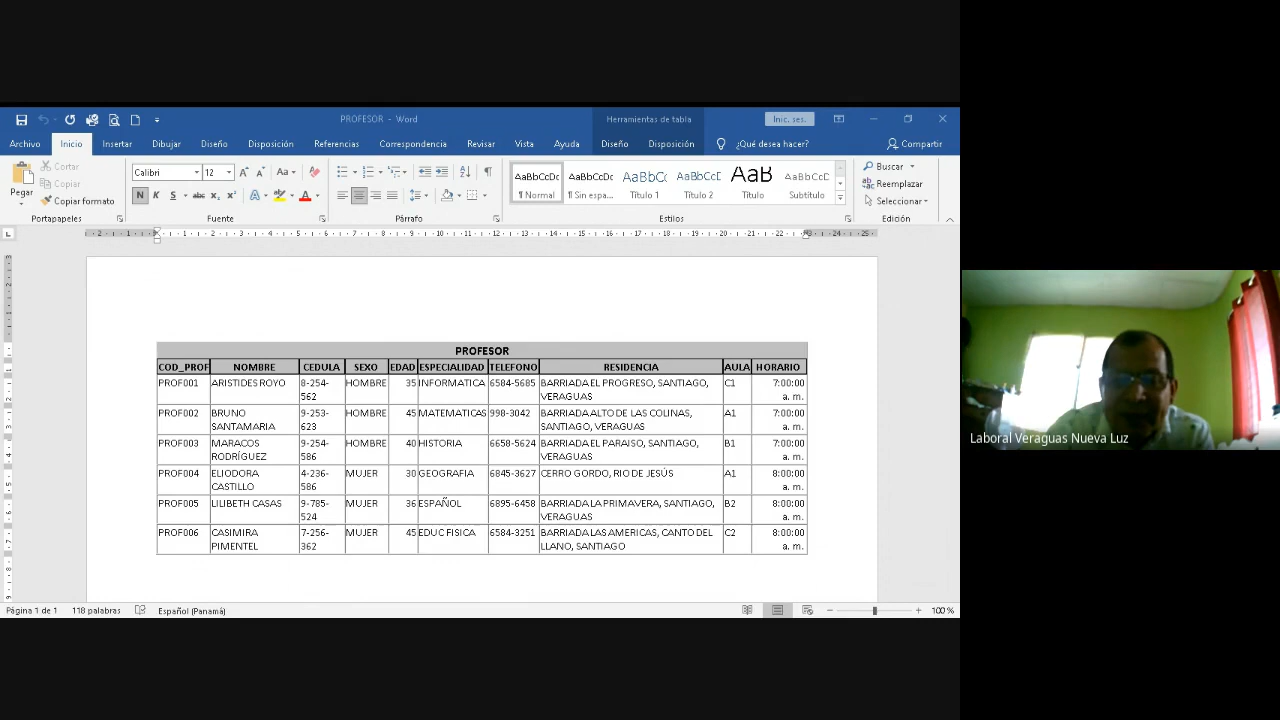 PROFESOR - Word
Herramientas de tabla
Inic. ses.
Archivo Inicio Insertar Dibujar Diseño Disposición Referencias Correspondencia Revisar Vista Ayuda Diseño Disposición ¿Qué desea hacer? Compartir
Pegar
Cortar
Copiar
Copiar formato
Portapapeles
Calibri 12
N K S abc x₂ x²
Fuente
Párrafo
AaBbCcDc AaBbCcDc AaBbCc AaBbCcD AaB AaBbCcD
¶ Normal ¶ Sin espa... Título 1 Título 2 Título Subtítulo
Estilos
Buscar
Reemplazar
Seleccionar
Edición
PROFESOR
COD_PROF NOMBRE CEDULA SEXO EDAD ESPECIALIDAD TELEFONO RESIDENCIA AULA HORARIO
PROF001 ARISTIDES ROYO 8-254- HOMBRE 35 INFORMATICA 6584-5685 BARRIADA EL PROGRESO, SANTIAGO, C1 7:00:00
562 VERAGUAS a. m.
PROF002 BRUNO 9-253- HOMBRE 45 MATEMATICAS 998-3042 BARRIADA ALTO DE LAS COLINAS, A1 7:00:00
SANTAMARIA 623 SANTIAGO, VERAGUAS a. m.
PROF003 MARACOS 9-254- HOMBRE 40 HISTORIA 6658-5624 BARRIADA EL PARAISO, SANTIAGO, B1 7:00:00
RODRÍGUEZ 586 VERAGUAS a. m.
PROF004 ELIODORA 4-236- MUJER 30 GEOGRAFIA 6845-3627 CERRO GORDO, RIO DE JESÚS A1 8:00:00
CASTILLO 586 a. m.
PROF005 LILIBETH CASAS 9-785- MUJER 36 ESPAÑOL 6895-6458 BARRIADA LA PRIMAVERA, SANTIAGO, B2 8:00:00
524 VERAGUAS a. m.
PROF006 CASIMIRA 7-256- MUJER 45 EDUC FISICA 6584-3251 BARRIADA LAS AMERICAS, CANTO DEL C2 8:00:00
PIMENTEL 362 LLANO, SANTIAGO a. m.
Página 1 de 1 118 palabras Español (Panamá) 100 %
Laboral Veraguas Nueva Luz